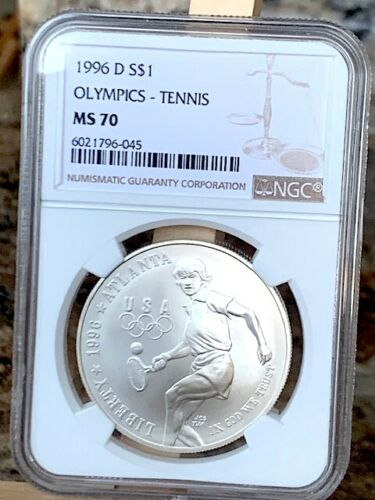 1996 D S$1
OLYMPICS - TENNIS
MS 70
6021796-045
NUMISMATIC GUARANTY CORPORATION
NGC®
LIBERTY * 1996 * ATLANTA
USA
IN GOD WE TRUST